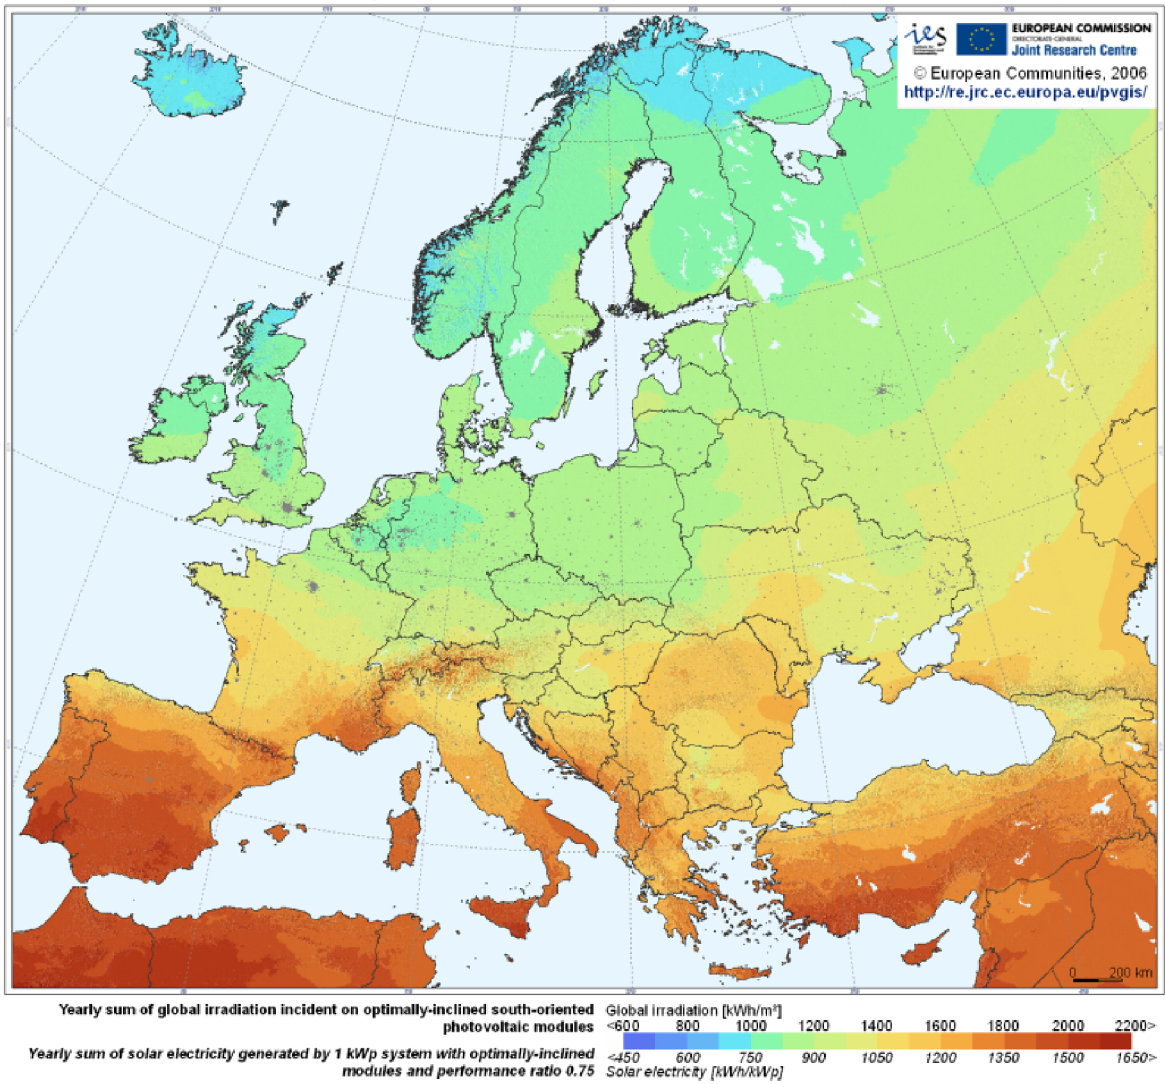 ies
EUROPEAN COMMISSION
DIRECTORATE-GENERAL
Joint Research Centre
© European Communities, 2006
http://re.jrc.ec.europa.eu/pvgis/
0 200 km
Yearly sum of global irradiation incident on optimally-inclined south-oriented
photovoltaic modules
Global irradiation [kWh/m²]
<600 800 1000 1200 1400 1600 1800 2000 2200>
Yearly sum of solar electricity generated by 1 kWp system with optimally-inclined
modules and performance ratio 0.75
<450 600 750 900 1050 1200 1350 1500 1650>
Solar electricity [kWh/kWp]